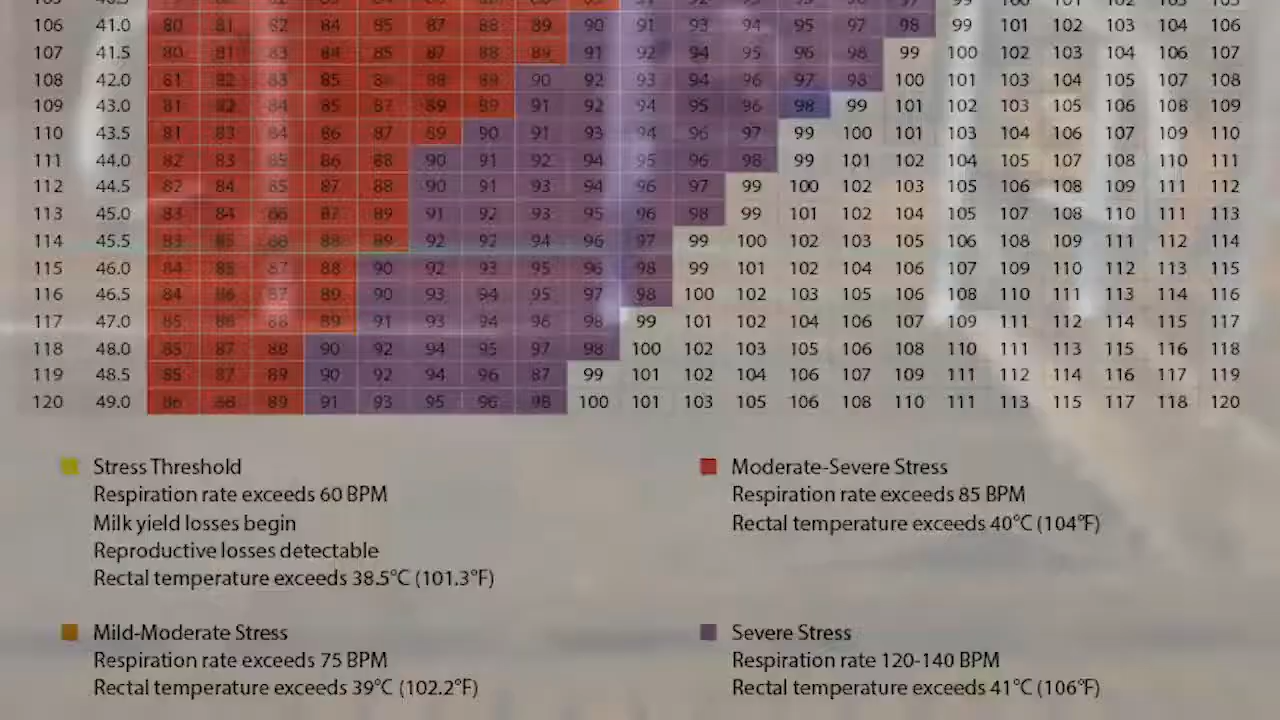 106 41.0 80 81 82 84 85 87 88 89 90 91 93 94 95 97 98 99 101 102 103 104 106
107 41.5 80 81 83 84 85 87 88 89 91 92 94 95 96 98 99 100 102 103 104 106 107
108 42.0 81 82 83 85 86 88 89 90 92 93 94 96 97 98 100 101 103 104 105 107 108
109 43.0 81 82 84 85 87 89 89 91 92 94 95 96 98 99 101 102 103 105 106 108 109
110 43.5 81 83 84 86 87 89 90 91 93 94 96 97 99 100 101 103 104 106 107 109 110
111 44.0 82 83 85 86 88 90 91 92 94 95 96 98 99 101 102 104 105 107 108 110 111
112 44.5 82 84 85 87 88 90 91 93 94 96 97 99 100 102 103 105 106 108 109 111 112
113 45.0 83 84 86 87 89 91 92 93 95 96 98 99 101 102 104 105 107 108 110 111 113
114 45.5 83 85 86 88 89 92 92 94 96 97 99 100 102 103 105 106 108 109 111 112 114
115 46.0 84 85 87 88 90 92 93 95 96 98 99 101 102 104 106 107 109 110 112 113 115
116 46.5 84 86 87 89 90 93 94 95 97 98 100 102 103 105 106 108 110 111 113 114 116
117 47.0 85 86 88 89 91 93 94 96 98 99 101 102 104 106 107 109 111 112 114 115 117
118 48.0 85 87 88 90 92 94 95 97 98 100 102 103 105 106 108 110 111 113 115 116 118
119 48.5 85 87 89 90 92 94 96 87 99 101 102 104 106 107 109 111 112 114 116 117 119
120 49.0 86 88 89 91 93 95 96 98 100 101 103 105 106 108 110 111 113 115 117 118 120
Stress Threshold
Respiration rate exceeds 60 BPM
Milk yield losses begin
Reproductive losses detectable
Rectal temperature exceeds 38.5°C (101.3°F)
Moderate-Severe Stress
Respiration rate exceeds 85 BPM
Rectal temperature exceeds 40°C (104°F)
Mild-Moderate Stress
Respiration rate exceeds 75 BPM
Rectal temperature exceeds 39°C (102.2°F)
Severe Stress
Respiration rate 120-140 BPM
Rectal temperature exceeds 41°C (106°F)